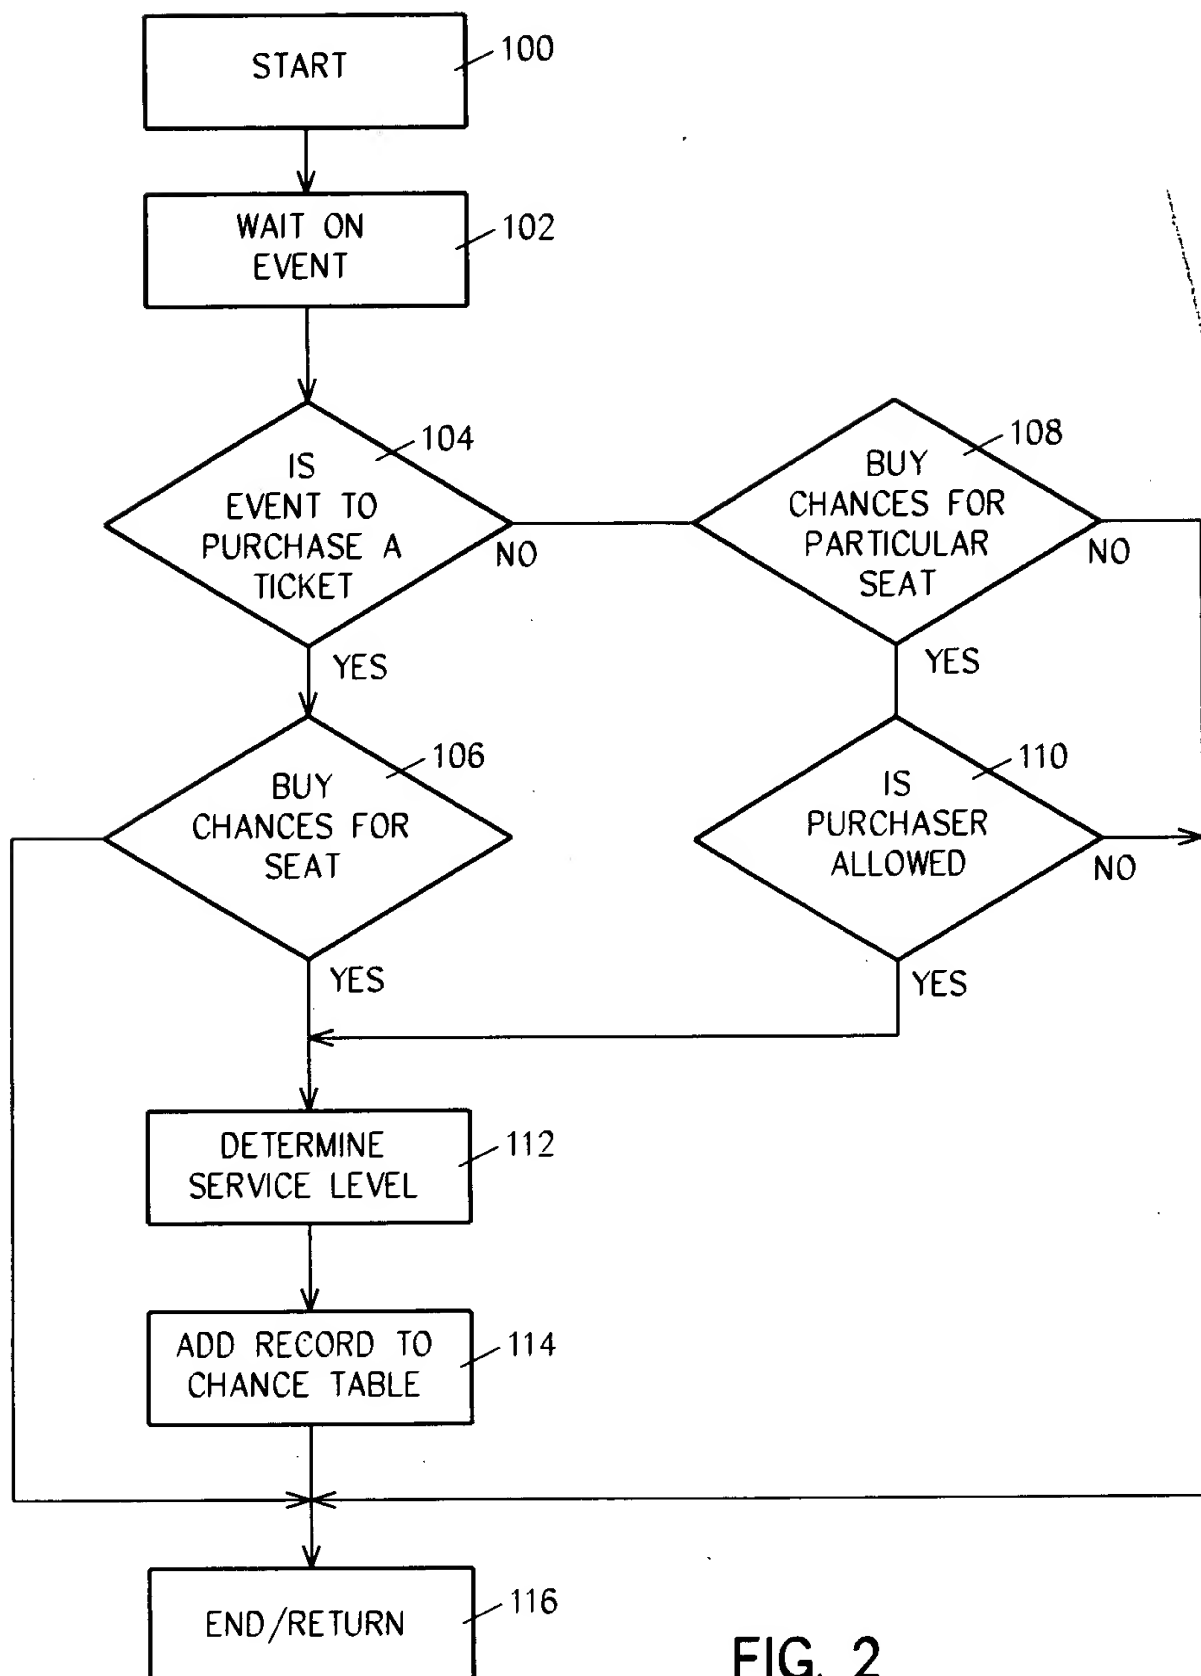 START
100
WAIT ON
EVENT
102
IS
EVENT TO
PURCHASE A
TICKET
104
NO
YES
BUY
CHANCES FOR
PARTICULAR
SEAT
108
NO
YES
BUY
CHANCES FOR
SEAT
106
YES
IS
PURCHASER
ALLOWED
110
NO
YES
DETERMINE
SERVICE LEVEL
112
ADD RECORD TO
CHANCE TABLE
114
END/RETURN
116
FIG. 2